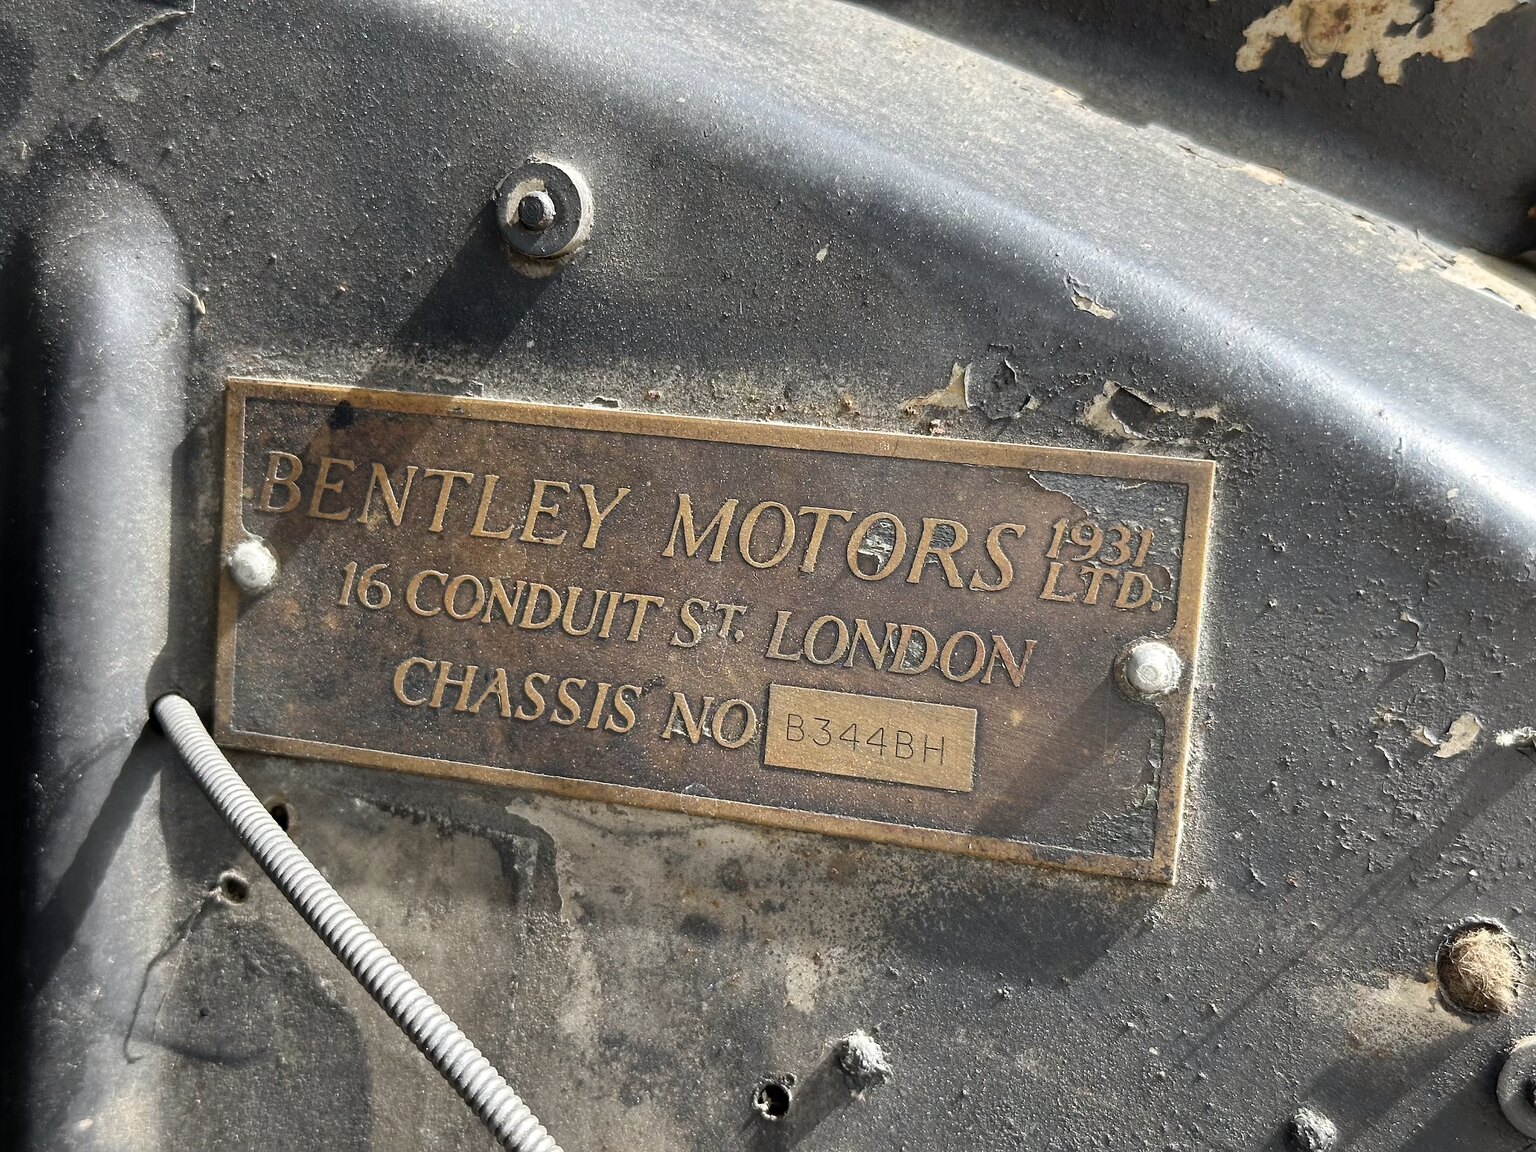 BENTLEY MOTORS 1931 LTD.
16 CONDUIT ST. LONDON
CHASSIS NO B344BH